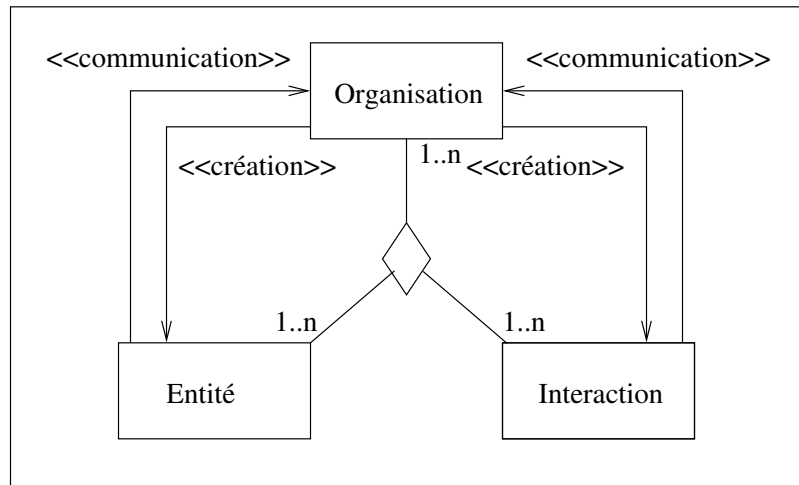 <<communication>>
<<communication>>
Organisation
1..n
<<création>>
<<création>>
1..n
1..n
Entité
Interaction